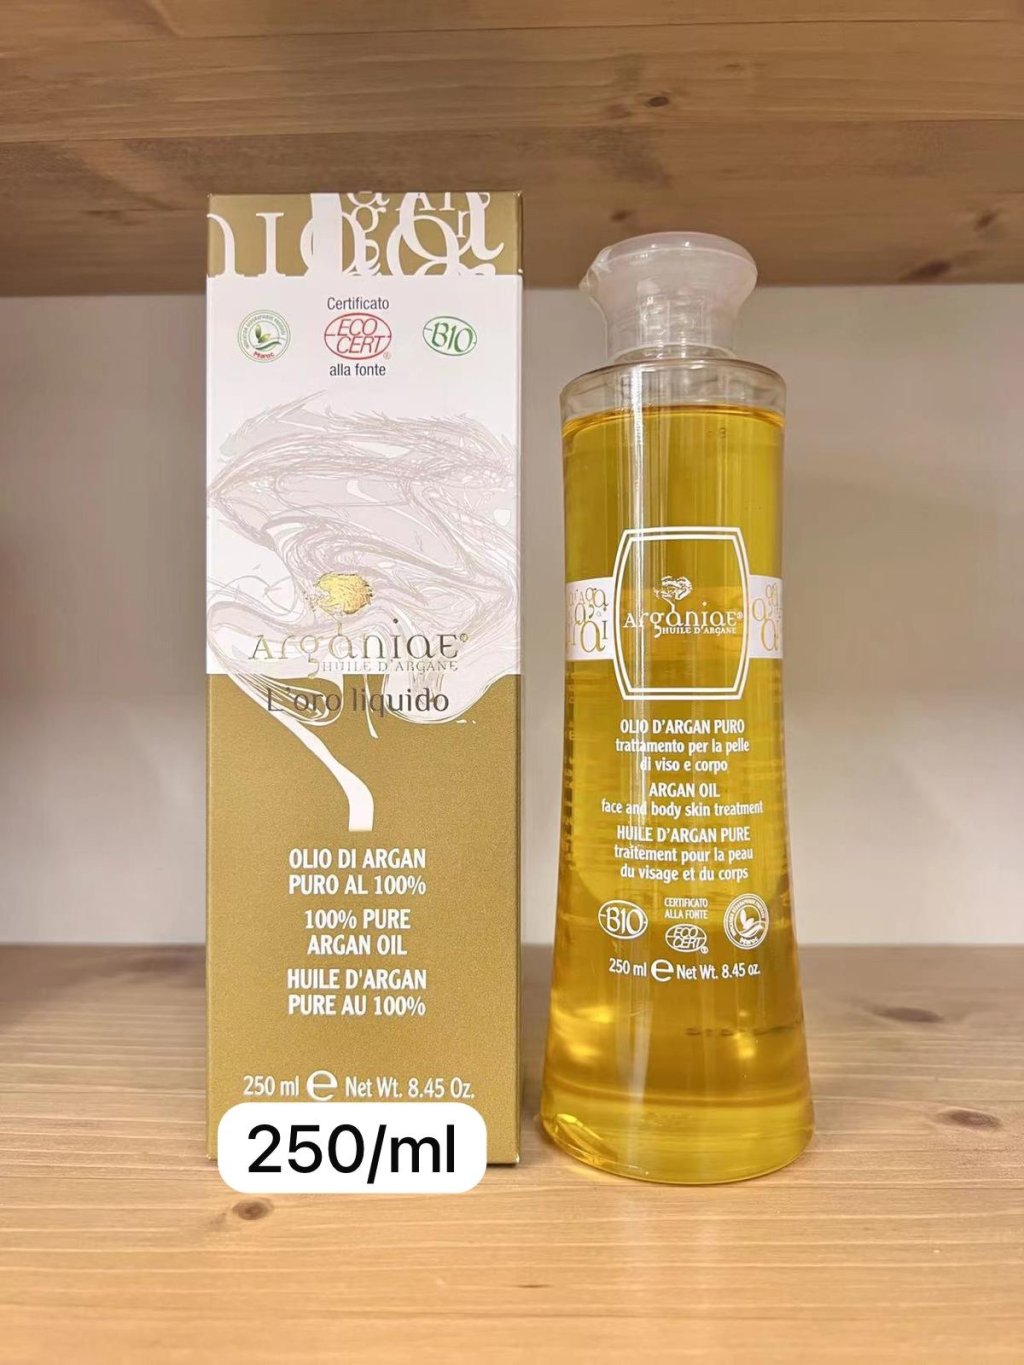 Certificato
ECO
CERT
alla fonte
Maroc
BIO
ArganiaE®
HUILE D'ARGANE
L'oro liquido
OLIO DI ARGAN
PURO AL 100%
100% PURE
ARGAN OIL
HUILE D'ARGAN
PURE AU 100%
250 ml e Net Wt. 8.45 Oz.
250/ml
ArganiaE®
HUILE D'ARGANE
OLIO D'ARGAN PURO
trattamento per la pelle
di viso e corpo
ARGAN OIL
face and body skin treatment
HUILE D'ARGAN PURE
traitement pour la peau
du visage et du corps
BIO
CERTIFICATO
ALLA FONTE
ECO
CERT
250 ml e Net Wt. 8.45 oz.